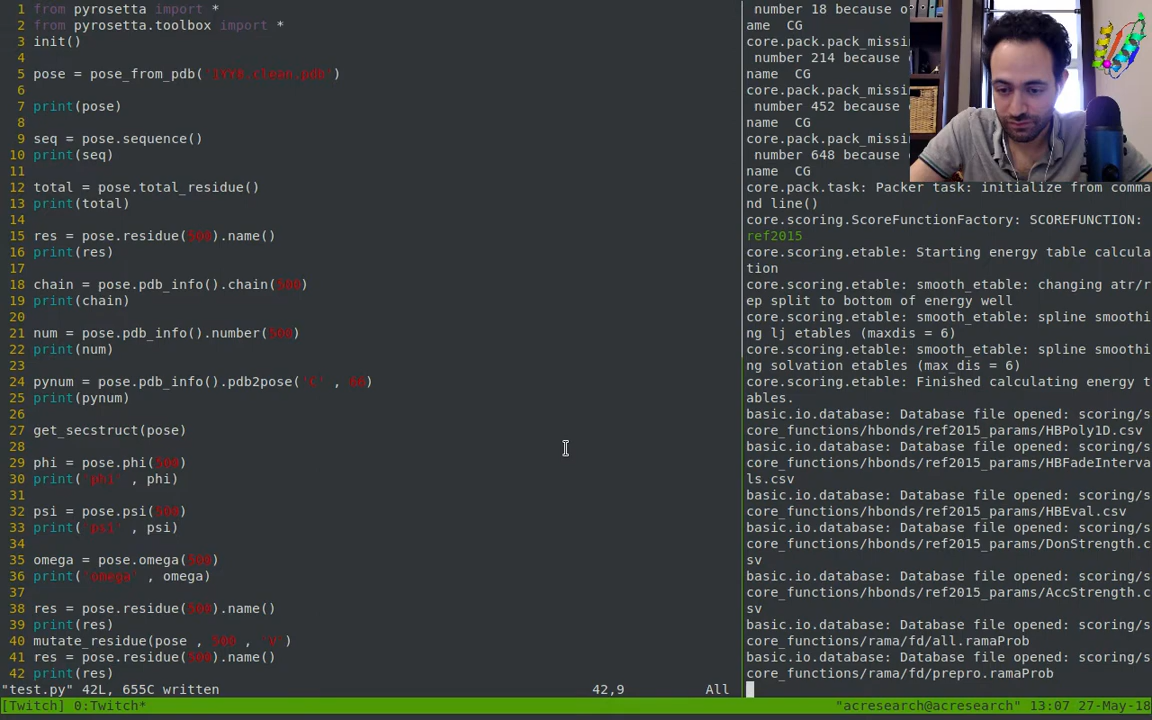 1 from pyrosetta import *
2 from pyrosetta.toolbox import *
3 init()
4
5 pose = pose_from_pdb('1YY8.clean.pdb')
6
7 print(pose)
8
9 seq = pose.sequence()
10 print(seq)
11
12 total = pose.total_residue()
13 print(total)
14
15 res = pose.residue(500).name()
16 print(res)
17
18 chain = pose.pdb_info().chain(500)
19 print(chain)
20
21 num = pose.pdb_info().number(500)
22 print(num)
23
24 pynum = pose.pdb_info().pdb2pose('C' , 66)
25 print(pynum)
26
27 get_secstruct(pose)
28
29 phi = pose.phi(500)
30 print('phi' , phi)
31
32 psi = pose.psi(500)
33 print('psi' , psi)
34
35 omega = pose.omega(500)
36 print('omega' , omega)
37
38 res = pose.residue(500).name()
39 print(res)
40 mutate_residue(pose , 500 , 'V')
41 res = pose.residue(500).name()
42 print(res)
"test.py" 42L, 655C written 42,9 All
number 18 because o
ame CG
core.pack.pack_missi
number 214 because
name CG
core.pack.pack_missi
number 452 because
name CG
core.pack.pack_missi
number 648 because
name CG
core.pack.task: Packer task: initialize from comma
nd line()
core.scoring.ScoreFunctionFactory: SCOREFUNCTION:
ref2015
core.scoring.etable: Starting energy table calcula
tion
core.scoring.etable: smooth_etable: changing atr/r
ep split to bottom of energy well
core.scoring.etable: smooth_etable: spline smoothi
ng lj etables (maxdis = 6)
core.scoring.etable: smooth_etable: spline smoothi
ng solvation etables (max_dis = 6)
core.scoring.etable: Finished calculating energy t
ables.
basic.io.database: Database file opened: scoring/s
core_functions/hbonds/ref2015_params/HBPoly1D.csv
basic.io.database: Database file opened: scoring/s
core_functions/hbonds/ref2015_params/HBFadeInterva
ls.csv
basic.io.database: Database file opened: scoring/s
core_functions/hbonds/ref2015_params/HBEval.csv
basic.io.database: Database file opened: scoring/s
core_functions/hbonds/ref2015_params/DonStrength.c
sv
basic.io.database: Database file opened: scoring/s
core_functions/hbonds/ref2015_params/AccStrength.c
sv
basic.io.database: Database file opened: scoring/s
core_functions/rama/fd/all.ramaProb
basic.io.database: Database file opened: scoring/s
core_functions/rama/fd/prepro.ramaProb
[Twitch] 0:Twitch* "acresearch@acresearch" 13:07 27-May-18